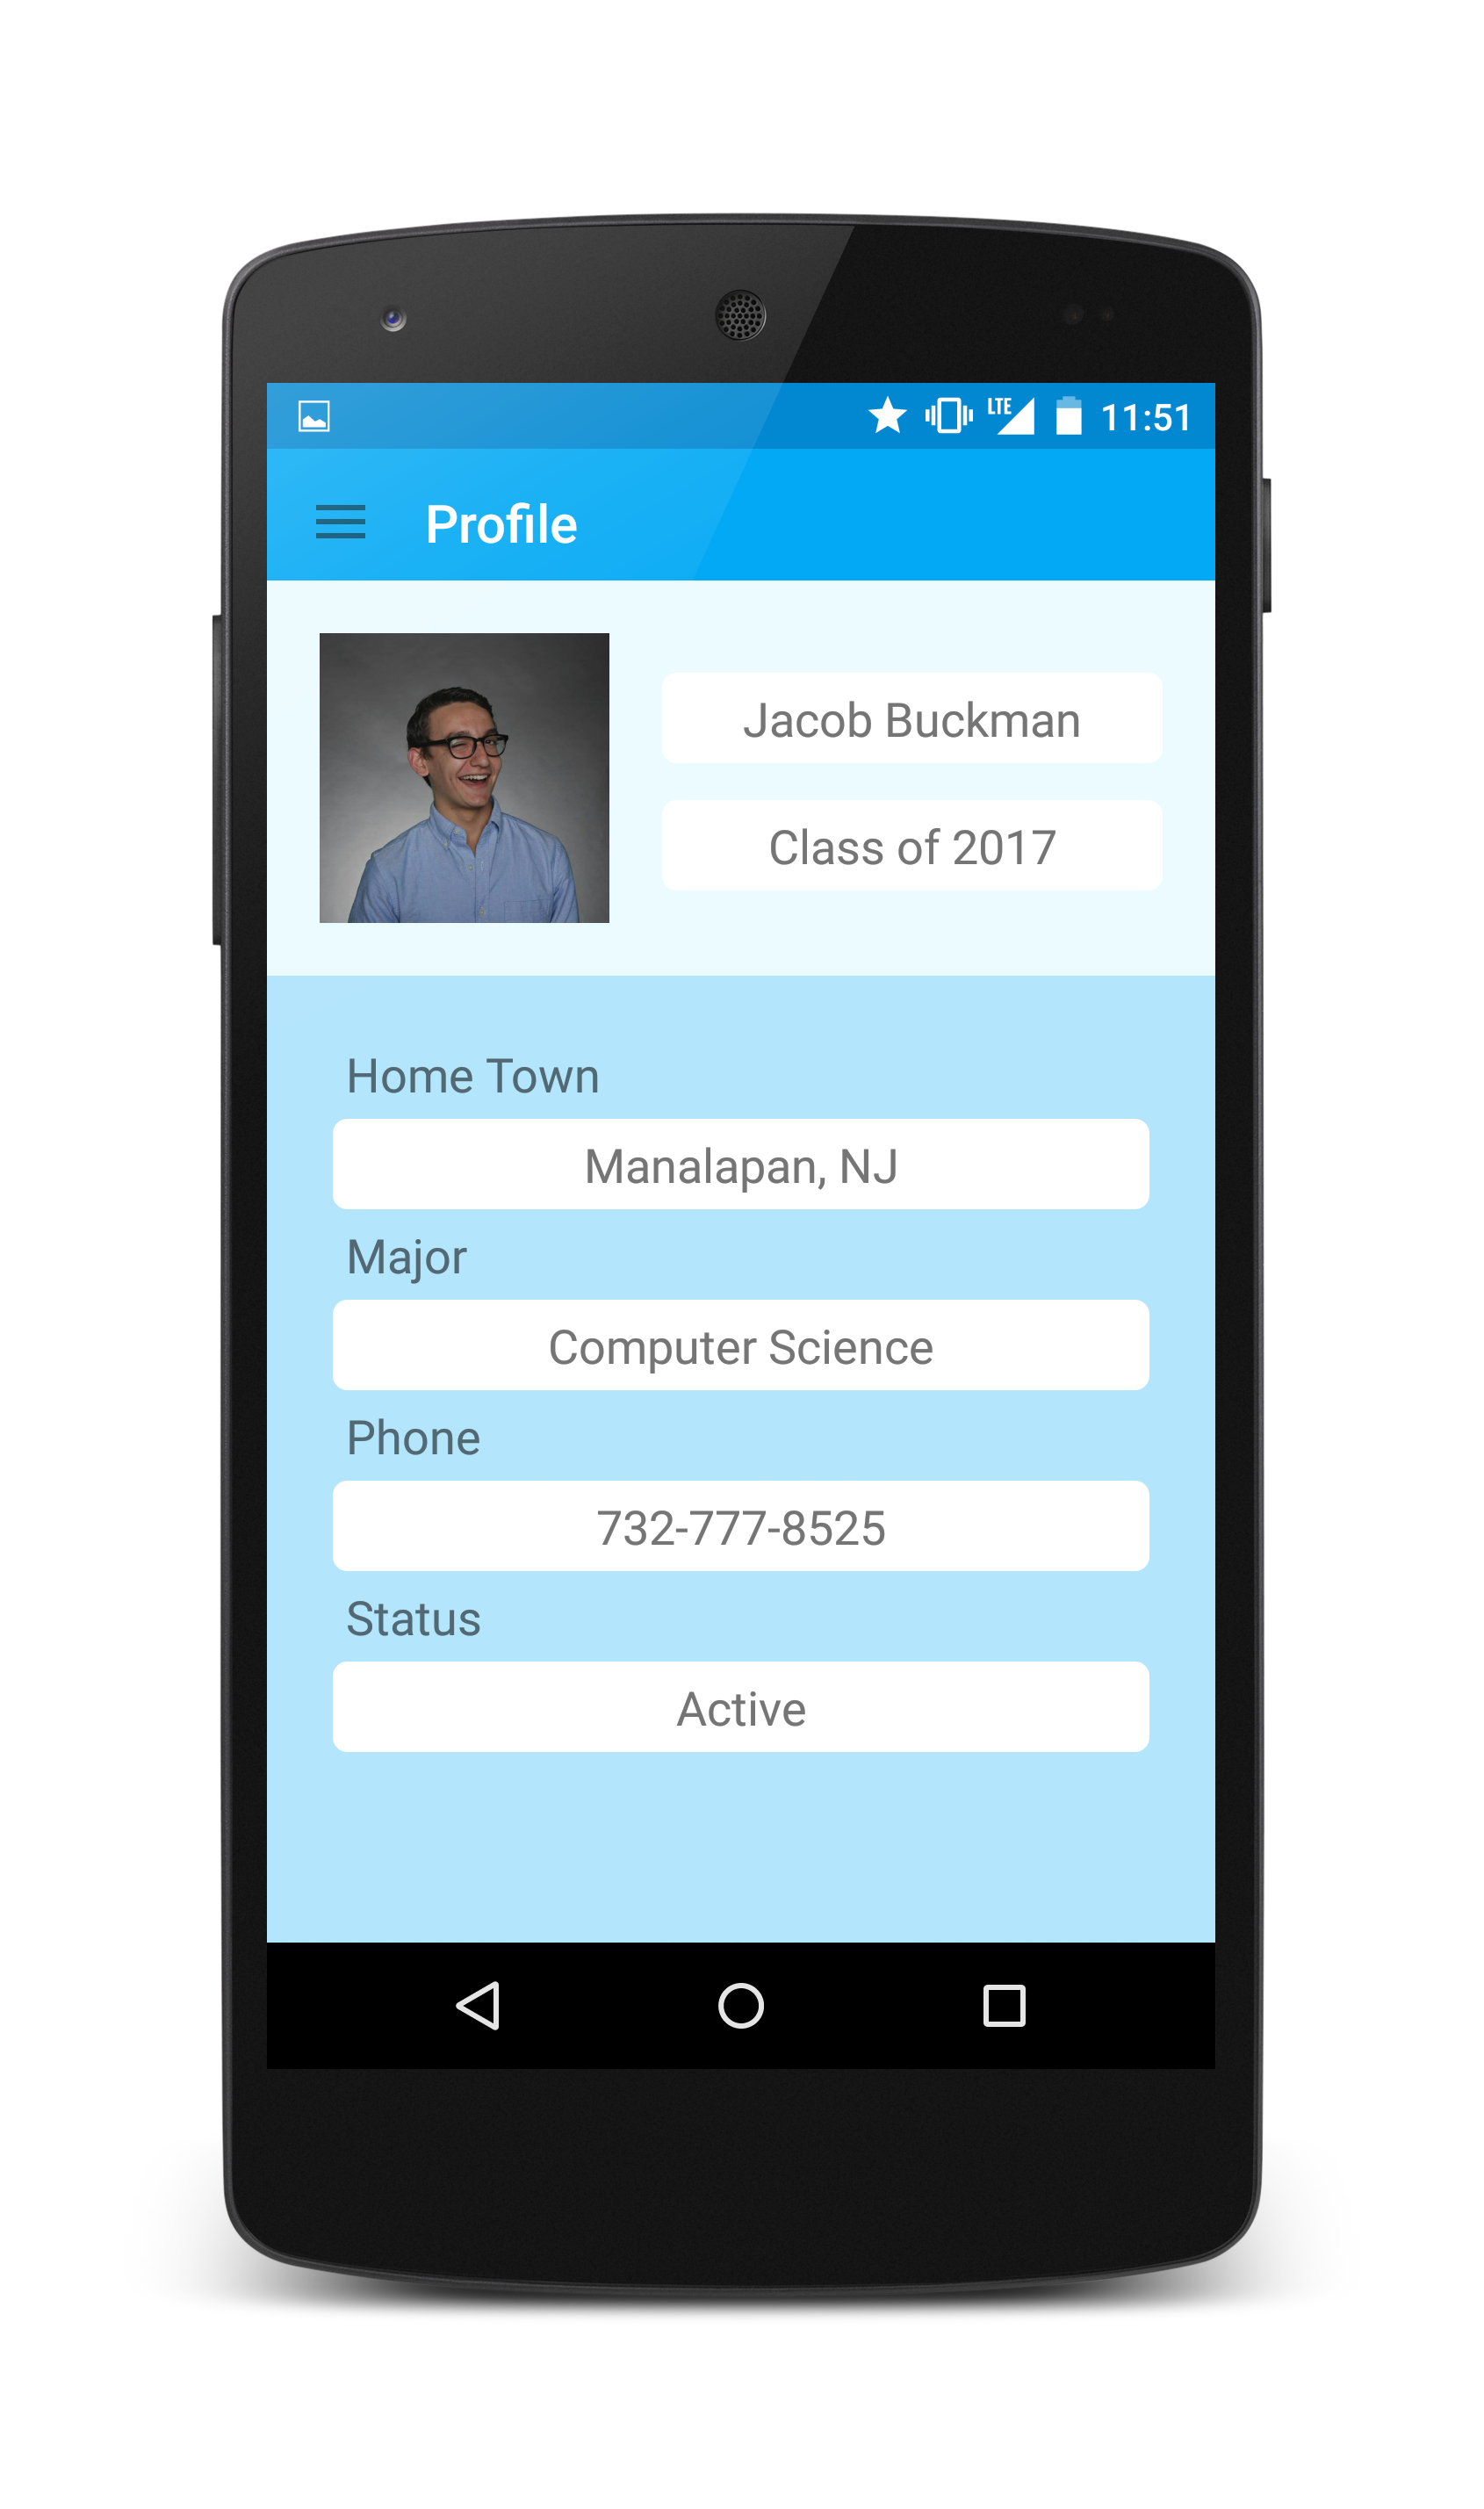 LTE 11:51
Profile
Jacob Buckman
Class of 2017
Home Town
Manalapan, NJ
Major
Computer Science
Phone
732-777-8525
Status
Active